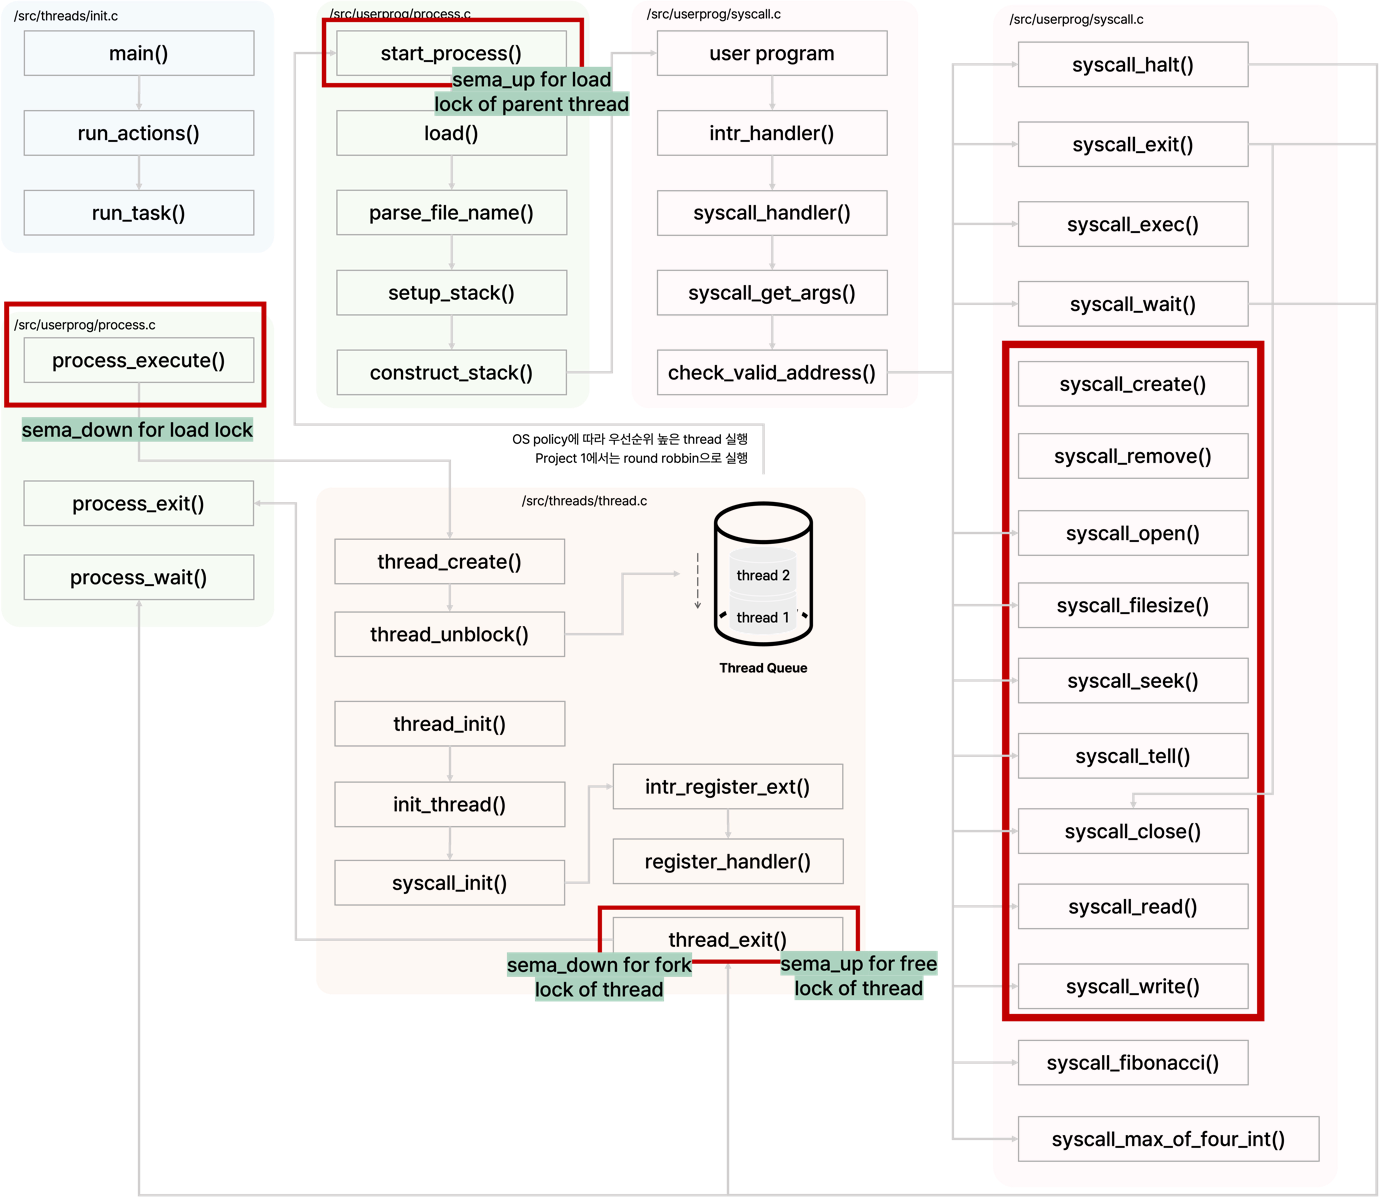 /src/threads/init.c
main()
run_actions()
run_task()
/src/userprog/process.c
process_execute()
sema_down for load lock
process_exit()
process_wait()
/src/userprog/process.c
start_process()
sema_up for load
lock of parent thread
load()
parse_file_name()
setup_stack()
construct_stack()
/src/userprog/syscall.c
user program
intr_handler()
syscall_handler()
syscall_get_args()
check_valid_address()
OS policy에 따라 우선순위 높은 thread 실행
Project 1에서는 round robbin으로 실행
/src/threads/thread.c
thread_create()
thread_unblock()
thread 2
thread 1
Thread Queue
thread_init()
init_thread()
syscall_init()
intr_register_ext()
register_handler()
thread_exit()
sema_down for fork
lock of thread
sema_up for free
lock of thread
/src/userprog/syscall.c
syscall_halt()
syscall_exit()
syscall_exec()
syscall_wait()
syscall_create()
syscall_remove()
syscall_open()
syscall_filesize()
syscall_seek()
syscall_tell()
syscall_close()
syscall_read()
syscall_write()
syscall_fibonacci()
syscall_max_of_four_int()